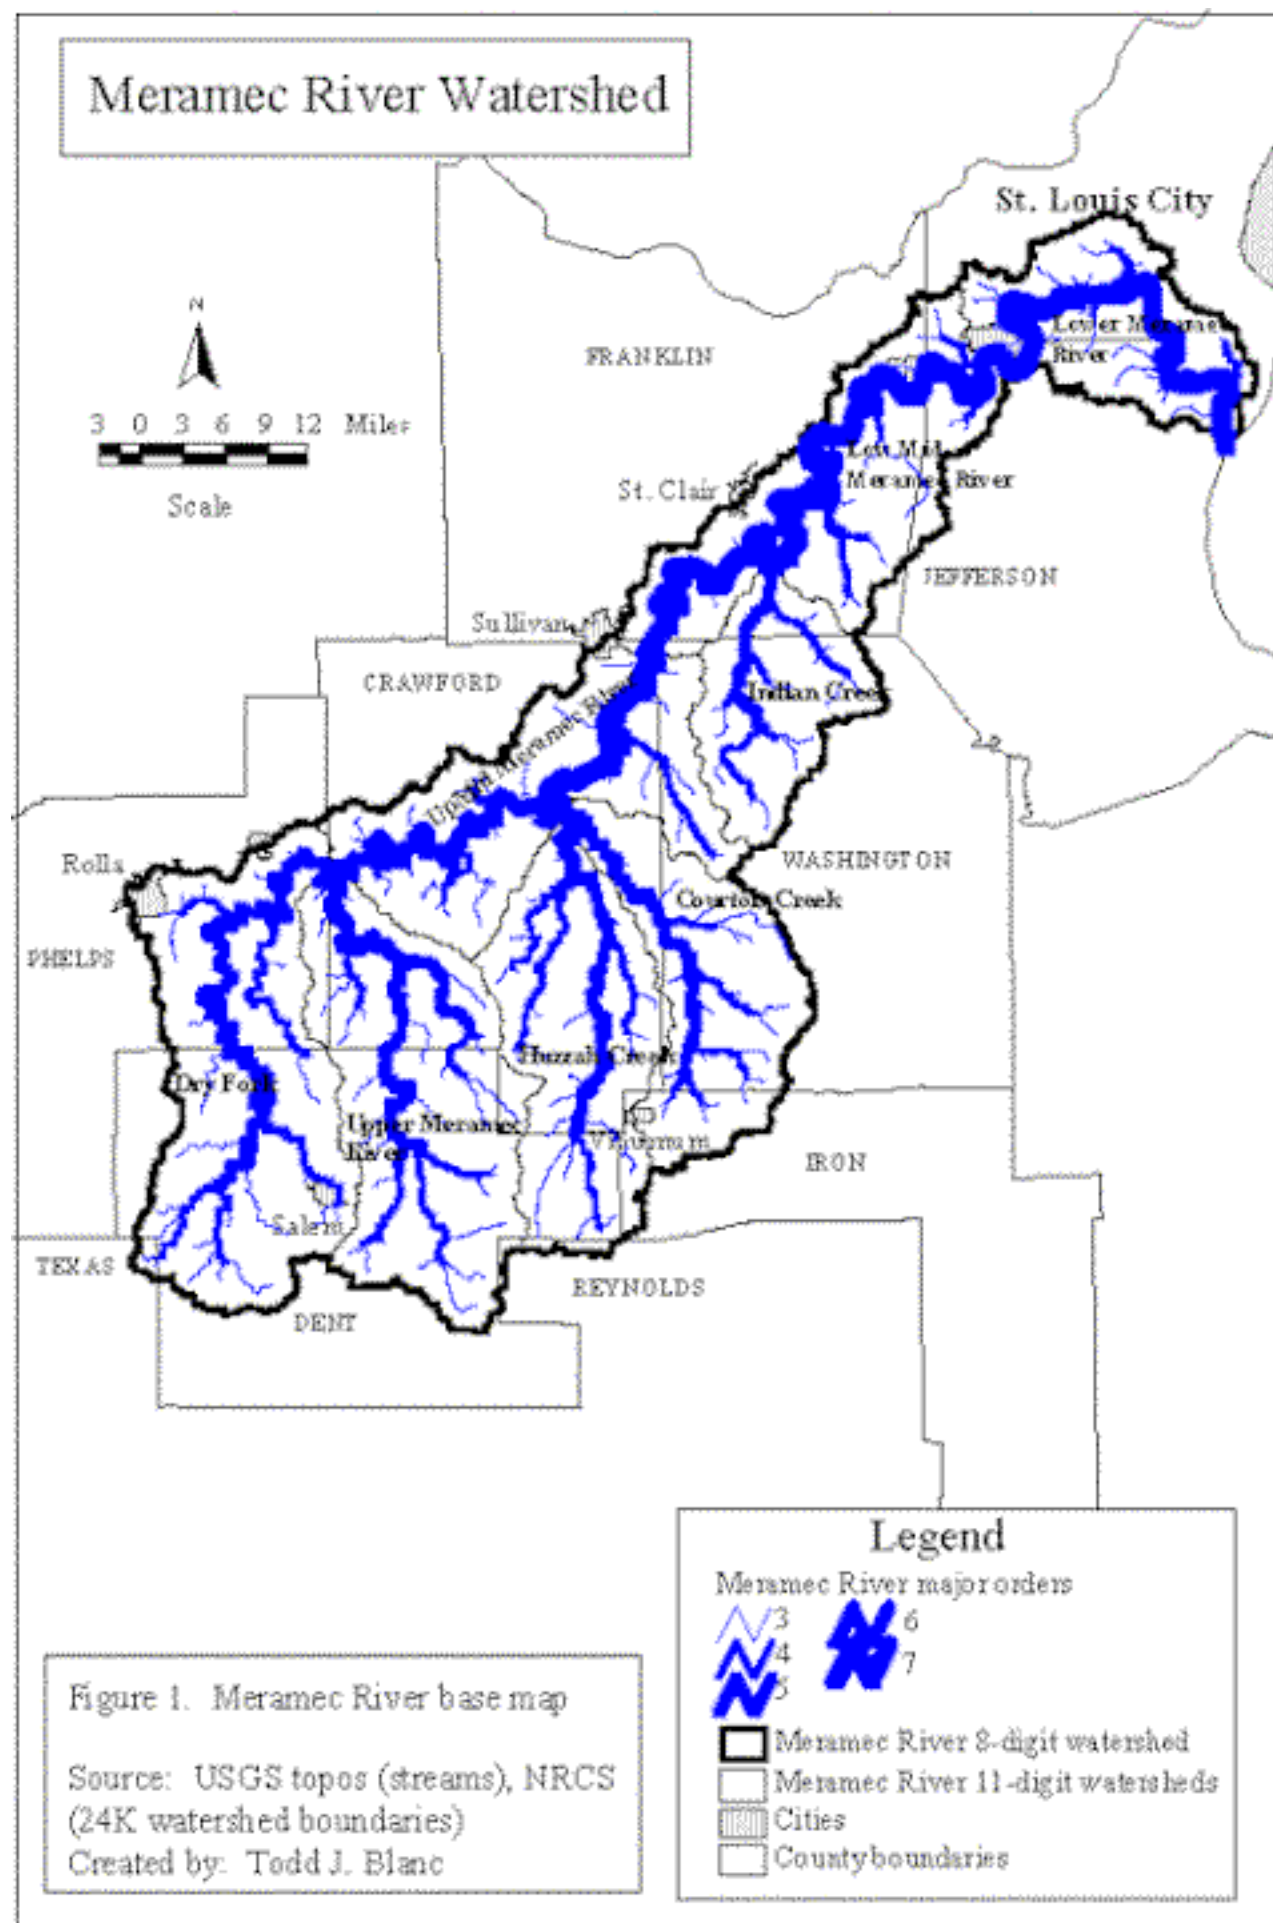 Meramec River Watershed
St. Louis City
N
FRANKLIN
Lower Meramec
River
3 0 3 6 9 12 Miles
Scale
Low Mid
Meramec River
St. Clair
JEFFERSON
Sullivan
CRAWFORD
Indian Creek
Upper Meramec River
Rolla
WASHINGTON
Courtois Creek
PHELPS
Huzzah Creek
Dry Fork
Upper Meramec
River
Viburnum
IRON
Salem
TEXAS
REYNOLDS
DENT
Legend
Meramec River major orders
3 6
4 7
5
Meramec River 8-digit watershed
Meramec River 11-digit watersheds
Cities
County boundaries
Figure 1. Meramec River base map
Source: USGS topos (streams), NRCS
(24K watershed boundaries)
Created by: Todd J. Blanc